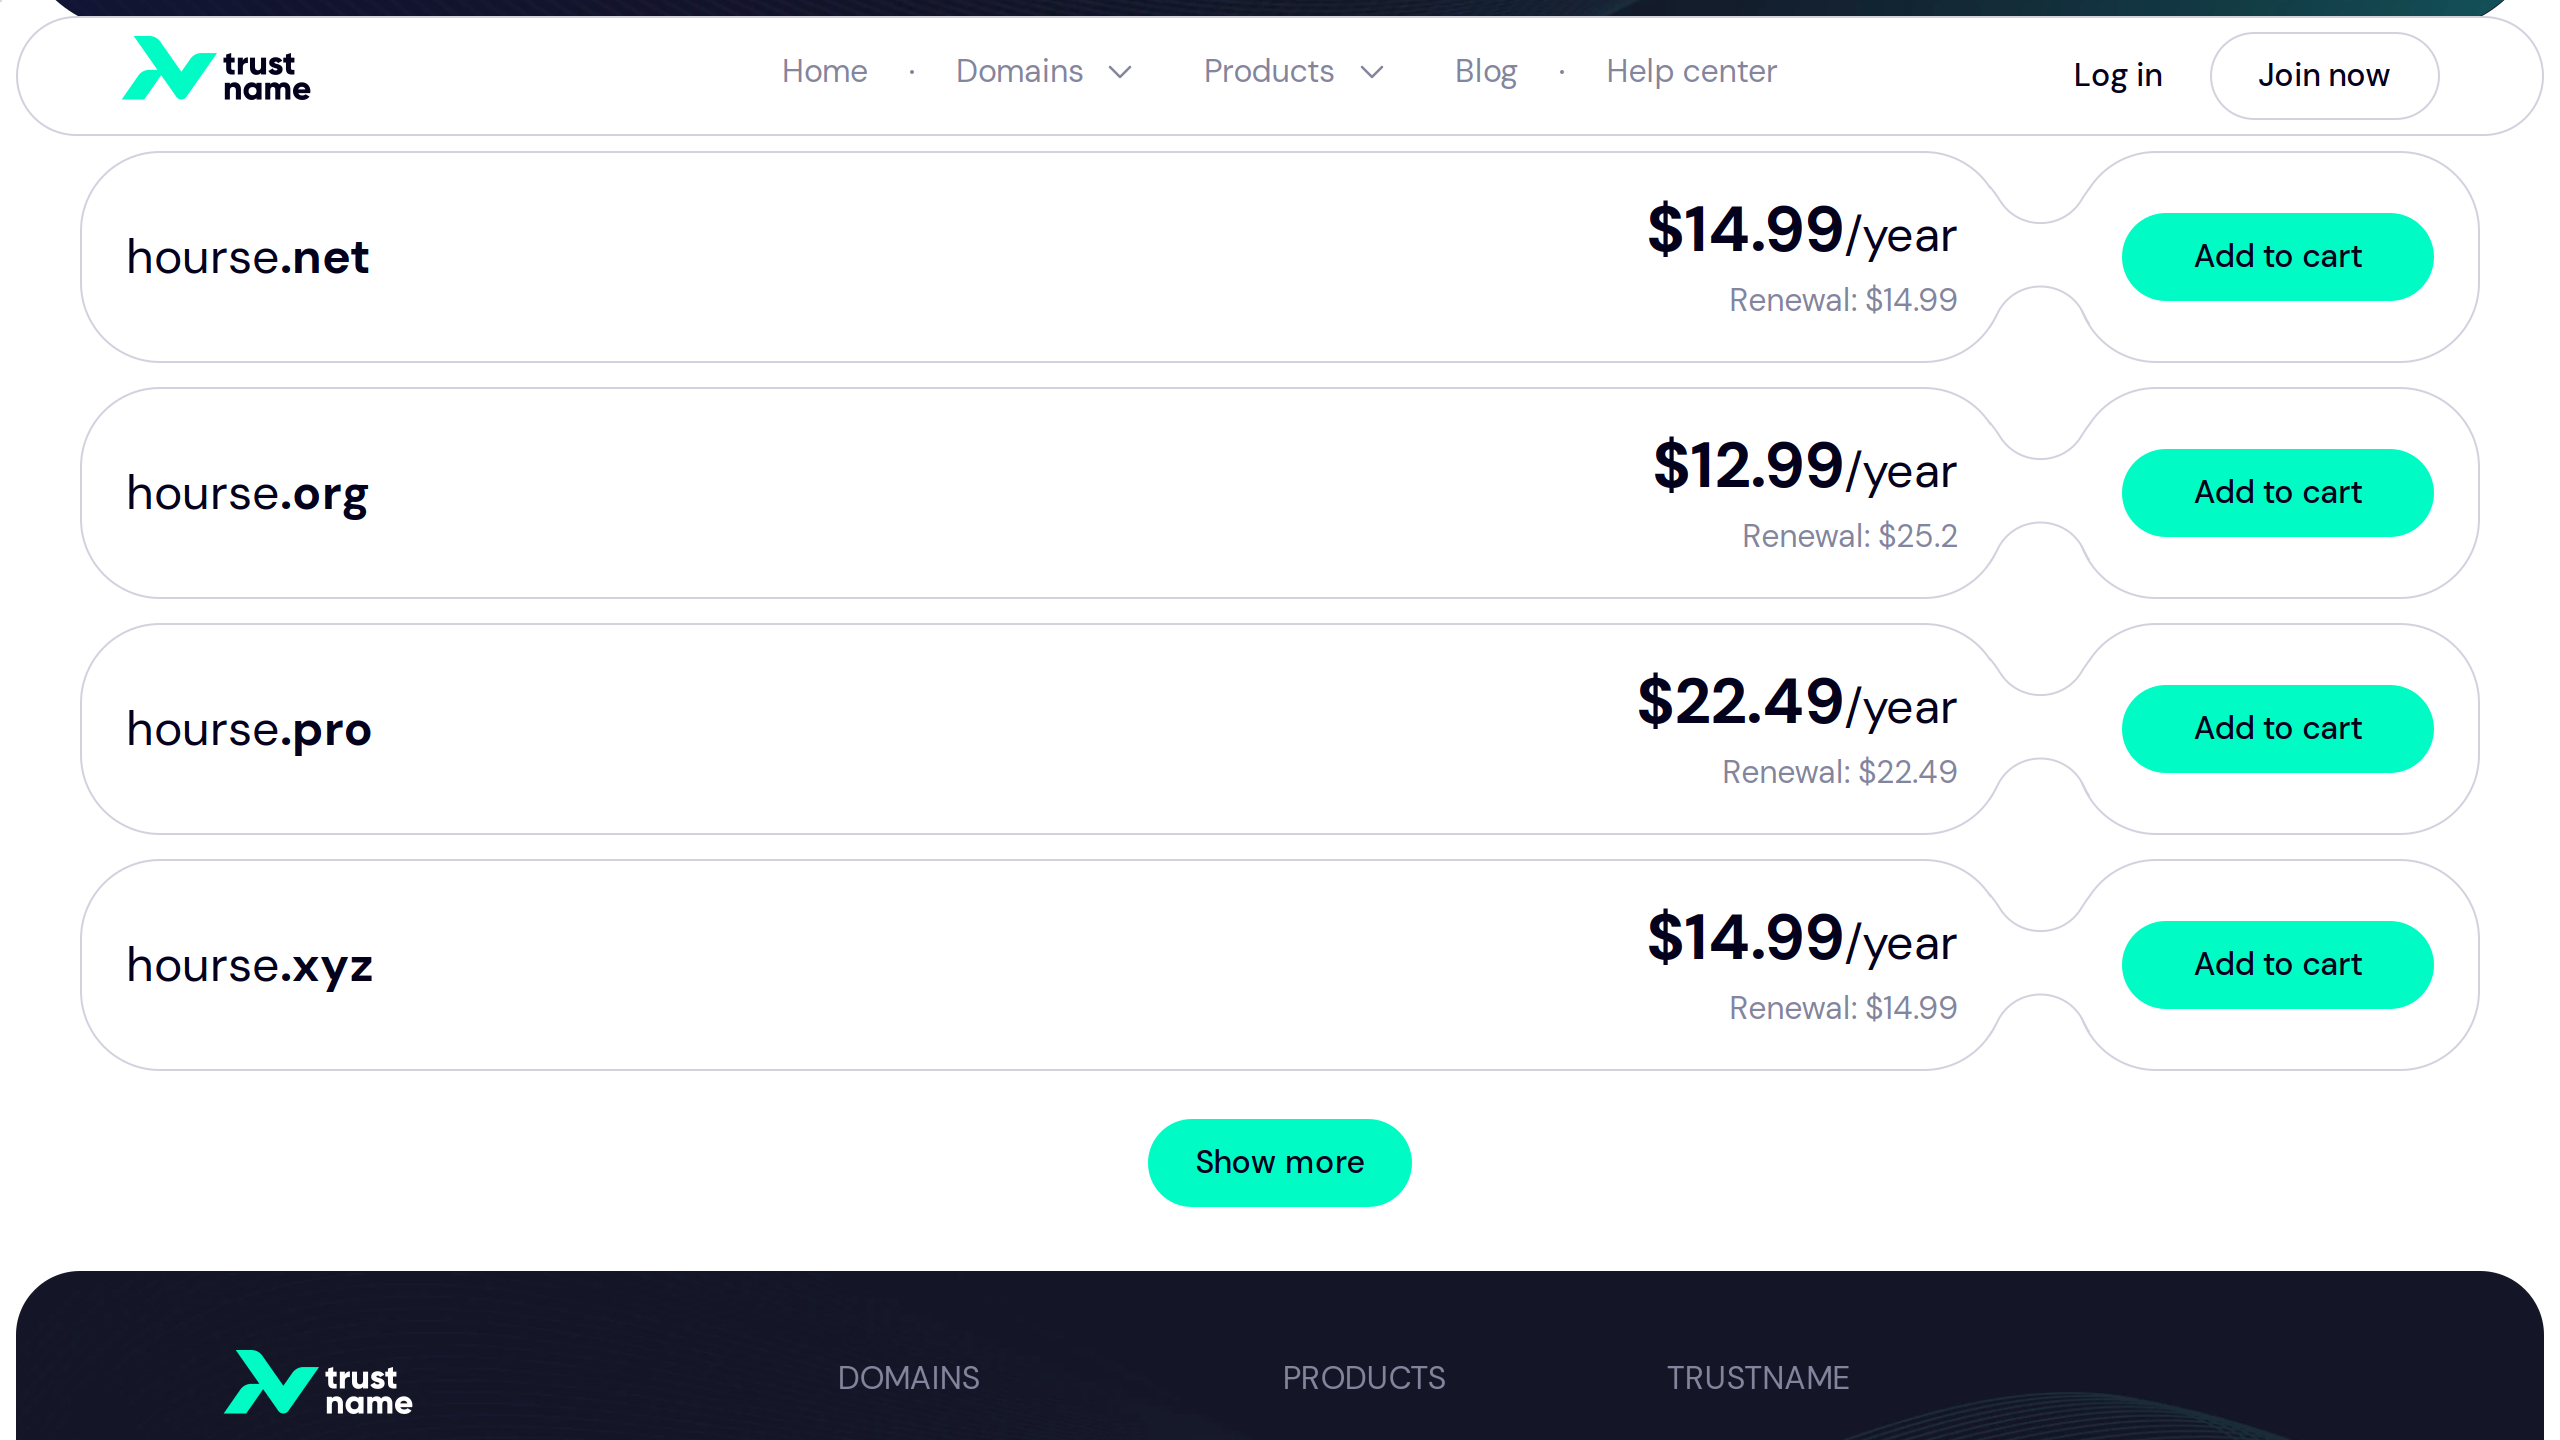 trust
name
Home · Domains Products Blog · Help center
Log in
Join now
hourse.net
$14.99/year
Renewal: $14.99
Add to cart
hourse.org
$12.99/year
Renewal: $25.2
Add to cart
hourse.pro
$22.49/year
Renewal: $22.49
Add to cart
hourse.xyz
$14.99/year
Renewal: $14.99
Add to cart
Show more
trust
name
DOMAINS
PRODUCTS
TRUSTNAME